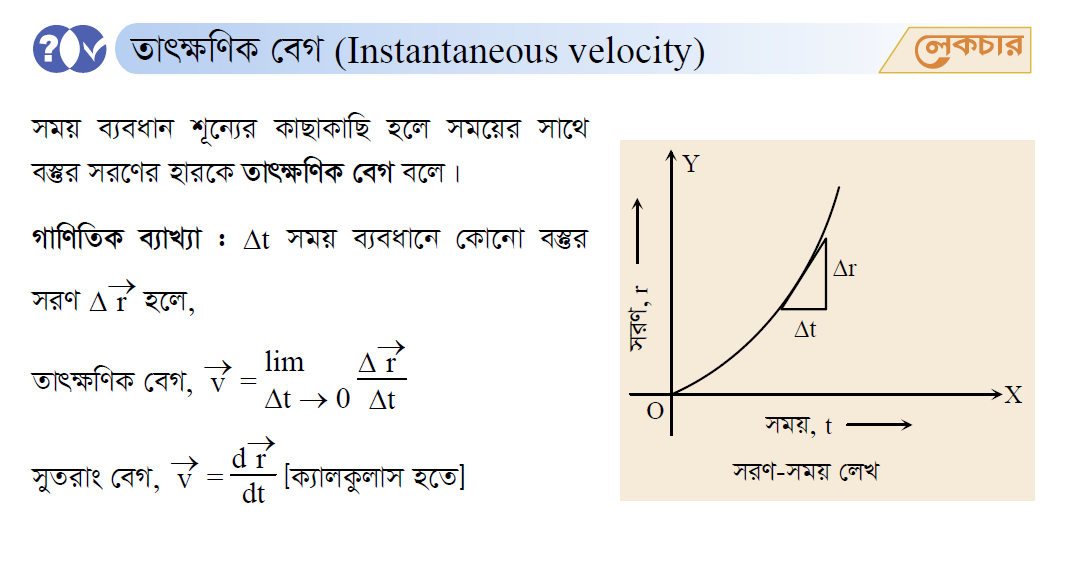 তাৎক্ষণিক বেগ (Instantaneous velocity)
লেকচার
সময় ব্যবধান শূন্যের কাছাকাছি হলে সময়ের সাথে
বস্তুর সরণের হারকে তাৎক্ষণিক বেগ বলে।
গাণিতিক ব্যাখ্যা : Δt সময় ব্যবধানে কোনো বস্তুর
সরণ Δ r⃗ হলে,
তাৎক্ষণিক বেগ, v⃗ = lim Δt → 0 Δ r⃗ / Δt
সুতরাং বেগ, v⃗ = d r⃗ / dt [ক্যালকুলাস হতে]
Y
সরণ, r
Δr
Δt
O
X
সময়, t
সরণ-সময় লেখ